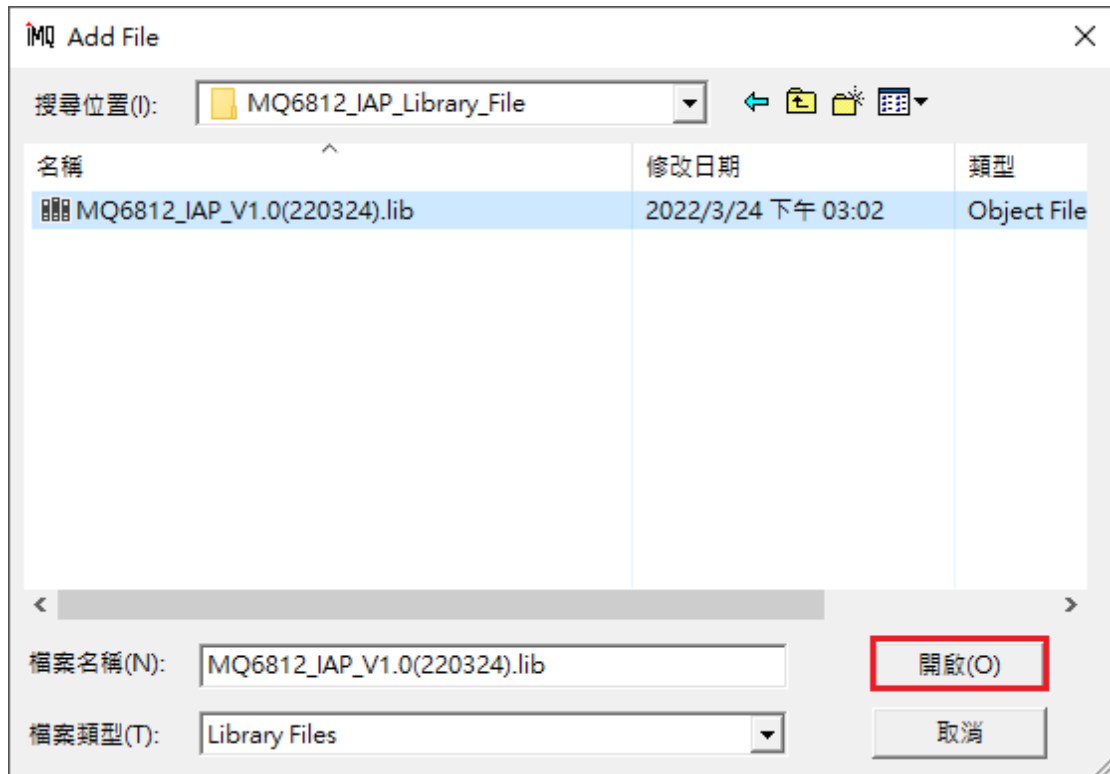 iMQ Add File
搜尋位置(I): MQ6812_IAP_Library_File
名稱 修改日期 類型
MQ6812_IAP_V1.0(220324).lib 2022/3/24 下午 03:02 Object File
檔案名稱(N): MQ6812_IAP_V1.0(220324).lib 開啟(O)
檔案類型(T): Library Files 取消